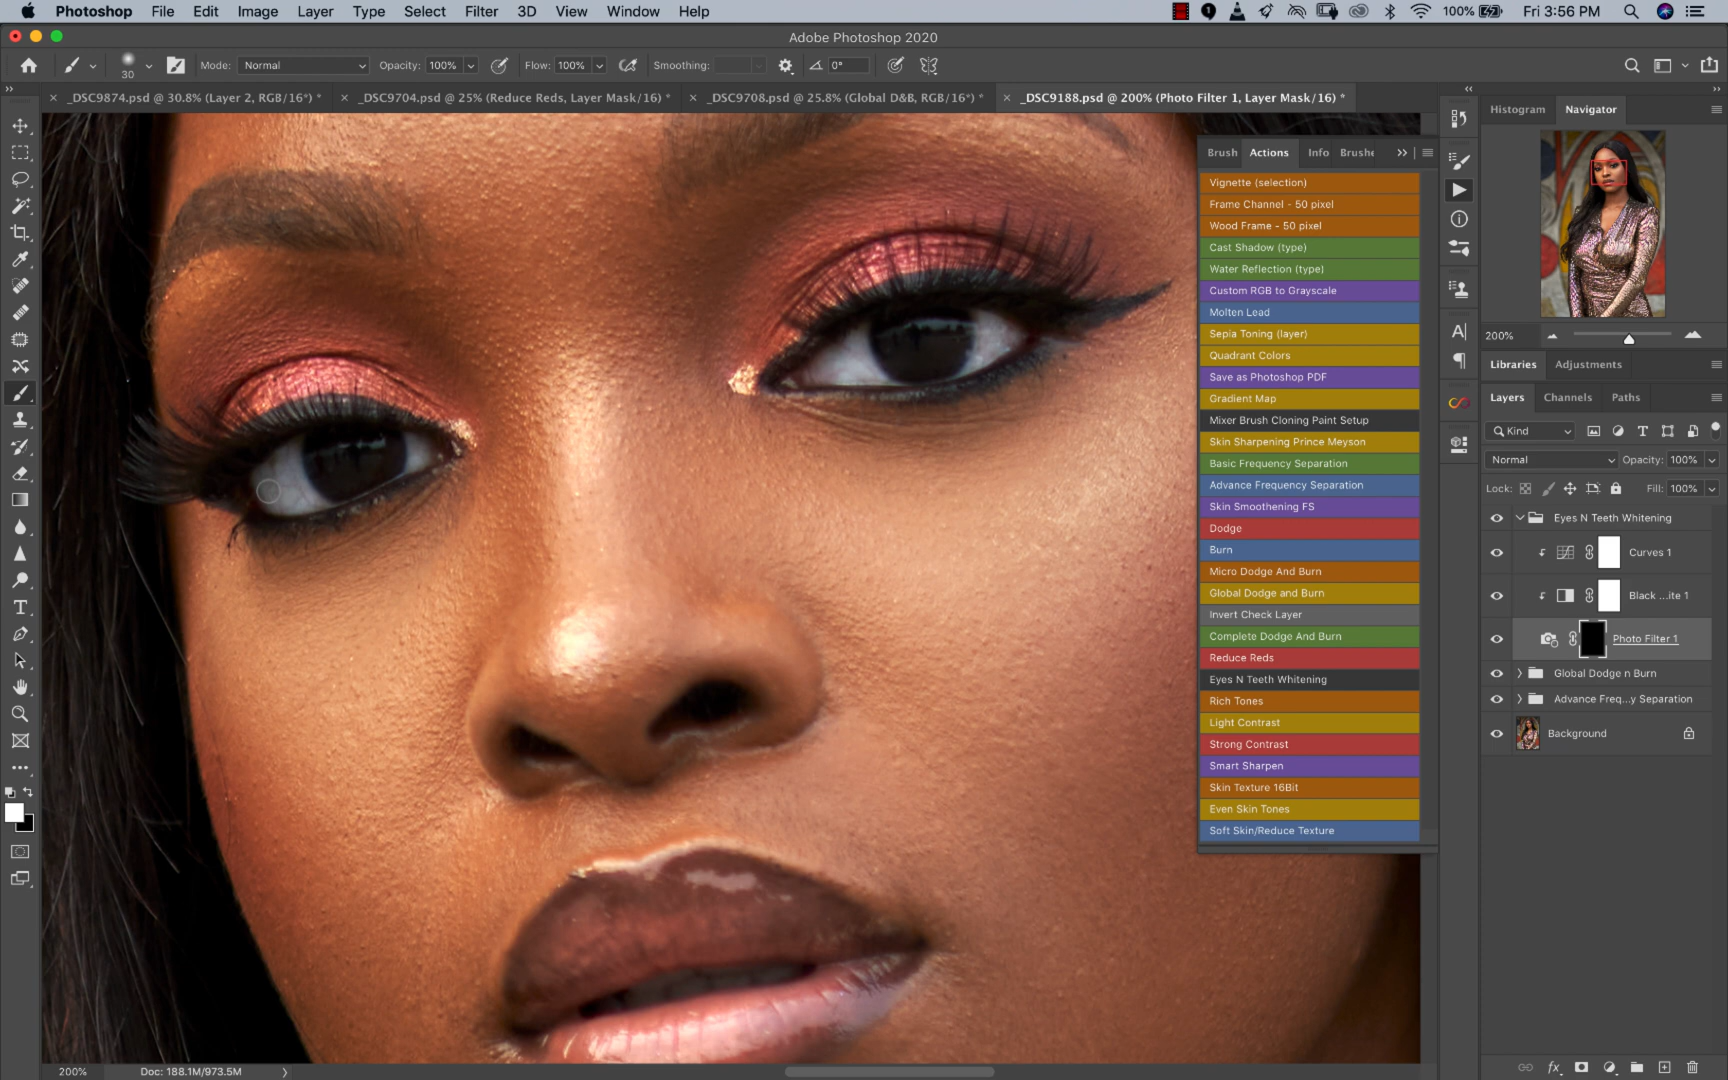 Photoshop File Edit Image Layer Type Select Filter 3D View Window Help 100% Fri 3:56 PM
Adobe Photoshop 2020
30 Mode: Normal Opacity: 100% Flow: 100% Smoothing: 0°
_DSC9874.psd @ 30.8% (Layer 2, RGB/16*) * _DSC9704.psd @ 25% (Reduce Reds, Layer Mask/16) * _DSC9708.psd @ 25.8% (Global D&B, RGB/16*) * _DSC9188.psd @ 200% (Photo Filter 1, Layer Mask/16) *
Histogram Navigator
Brush Actions Info Brushe
Vignette (selection)
Frame Channel - 50 pixel
Wood Frame - 50 pixel
Cast Shadow (type)
Water Reflection (type)
Custom RGB to Grayscale
Molten Lead
Sepia Toning (layer)
Quadrant Colors
Save as Photoshop PDF
Gradient Map
Mixer Brush Cloning Paint Setup
Skin Sharpening Prince Meyson
Basic Frequency Separation
Advance Frequency Separation
Skin Smoothening FS
Dodge
Burn
Micro Dodge And Burn
Global Dodge and Burn
Invert Check Layer
Complete Dodge And Burn
Reduce Reds
Eyes N Teeth Whitening
Rich Tones
Light Contrast
Strong Contrast
Smart Sharpen
Skin Texture 16Bit
Even Skin Tones
Soft Skin/Reduce Texture
200%
Libraries Adjustments
Layers Channels Paths
Kind
Normal Opacity: 100%
Lock: Fill: 100%
Eyes N Teeth Whitening
Curves 1
Black ...ite 1
Photo Filter 1
Global Dodge n Burn
Advance Freq...y Separation
Background
200% Doc: 188.1M/973.5M